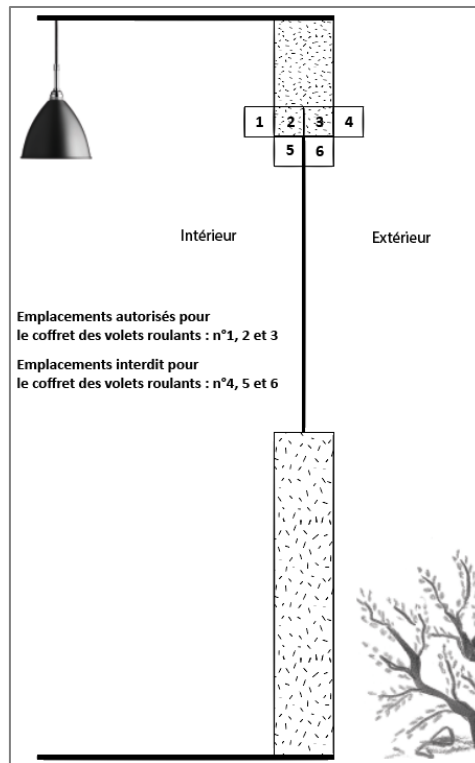 1 2 3 4
5 6
Intérieur Extérieur
Emplacements autorisés pour
le coffret des volets roulants : n°1, 2 et 3
Emplacements interdit pour
le coffret des volets roulants : n°4, 5 et 6